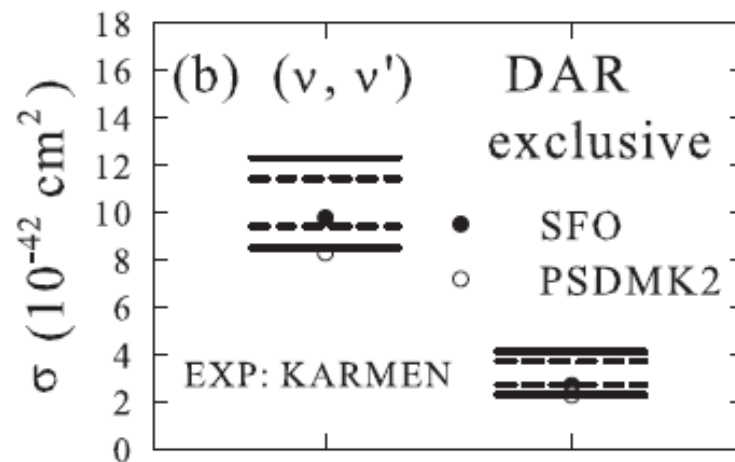 18
16
14
12
10
8
6
4
2
0
σ (10⁻⁴² cm²)
(b) (ν, ν') DAR
exclusive
SFO
PSDMK2
EXP: KARMEN